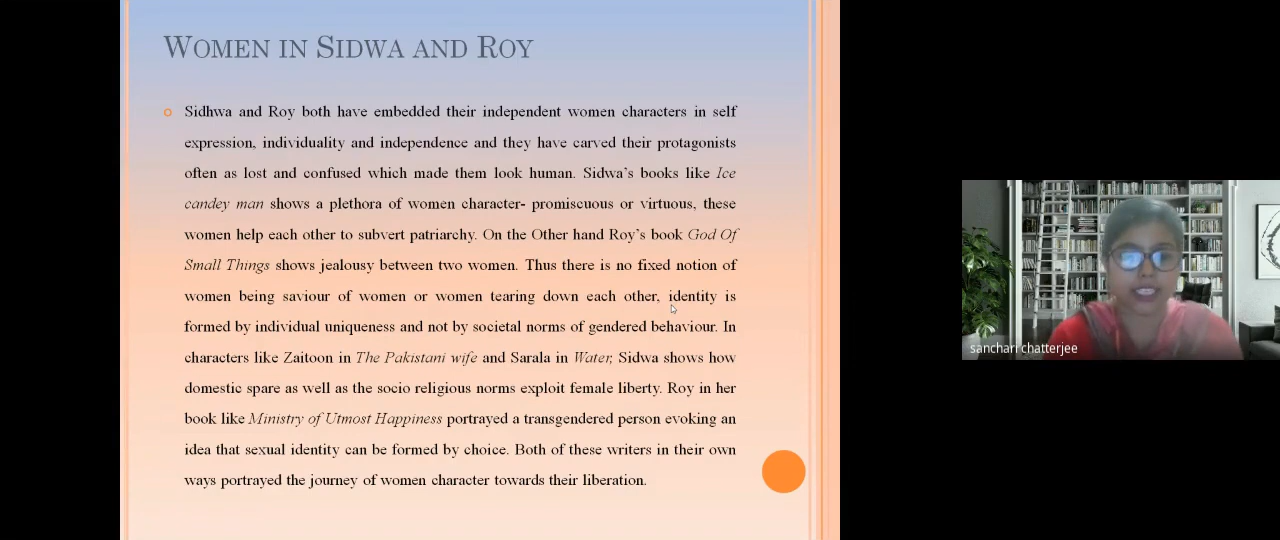 WOMEN IN SIDWA AND ROY
Sidhwa and Roy both have embedded their independent women characters in self
expression, individuality and independence and they have carved their protagonists
often as lost and confused which made them look human. Sidwa's books like Ice
candey man shows a plethora of women character- promiscuous or virtuous, these
women help each other to subvert patriarchy. On the Other hand Roy's book God Of
Small Things shows jealousy between two women. Thus there is no fixed notion of
women being saviour of women or women tearing down each other, identity is
formed by individual uniqueness and not by societal norms of gendered behaviour. In
characters like Zaitoon in The Pakistani wife and Sarala in Water, Sidwa shows how
domestic spare as well as the socio religious norms exploit female liberty. Roy in her
book like Ministry of Utmost Happiness portrayed a transgendered person evoking an
idea that sexual identity can be formed by choice. Both of these writers in their own
ways portrayed the journey of women character towards their liberation.
sanchari chatterjee